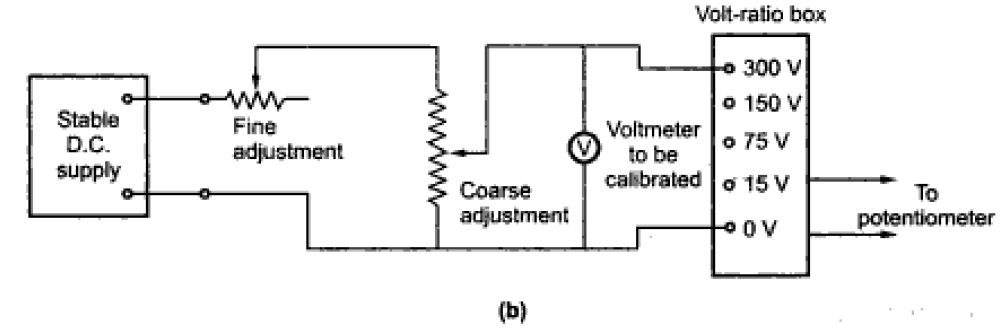 Volt-ratio box
300 V
150 V
75 V
15 V
0 V
Stable
D.C.
supply
Fine
adjustment
Coarse
adjustment
V
Voltmeter
to be
calibrated
To
potentiometer
(b)